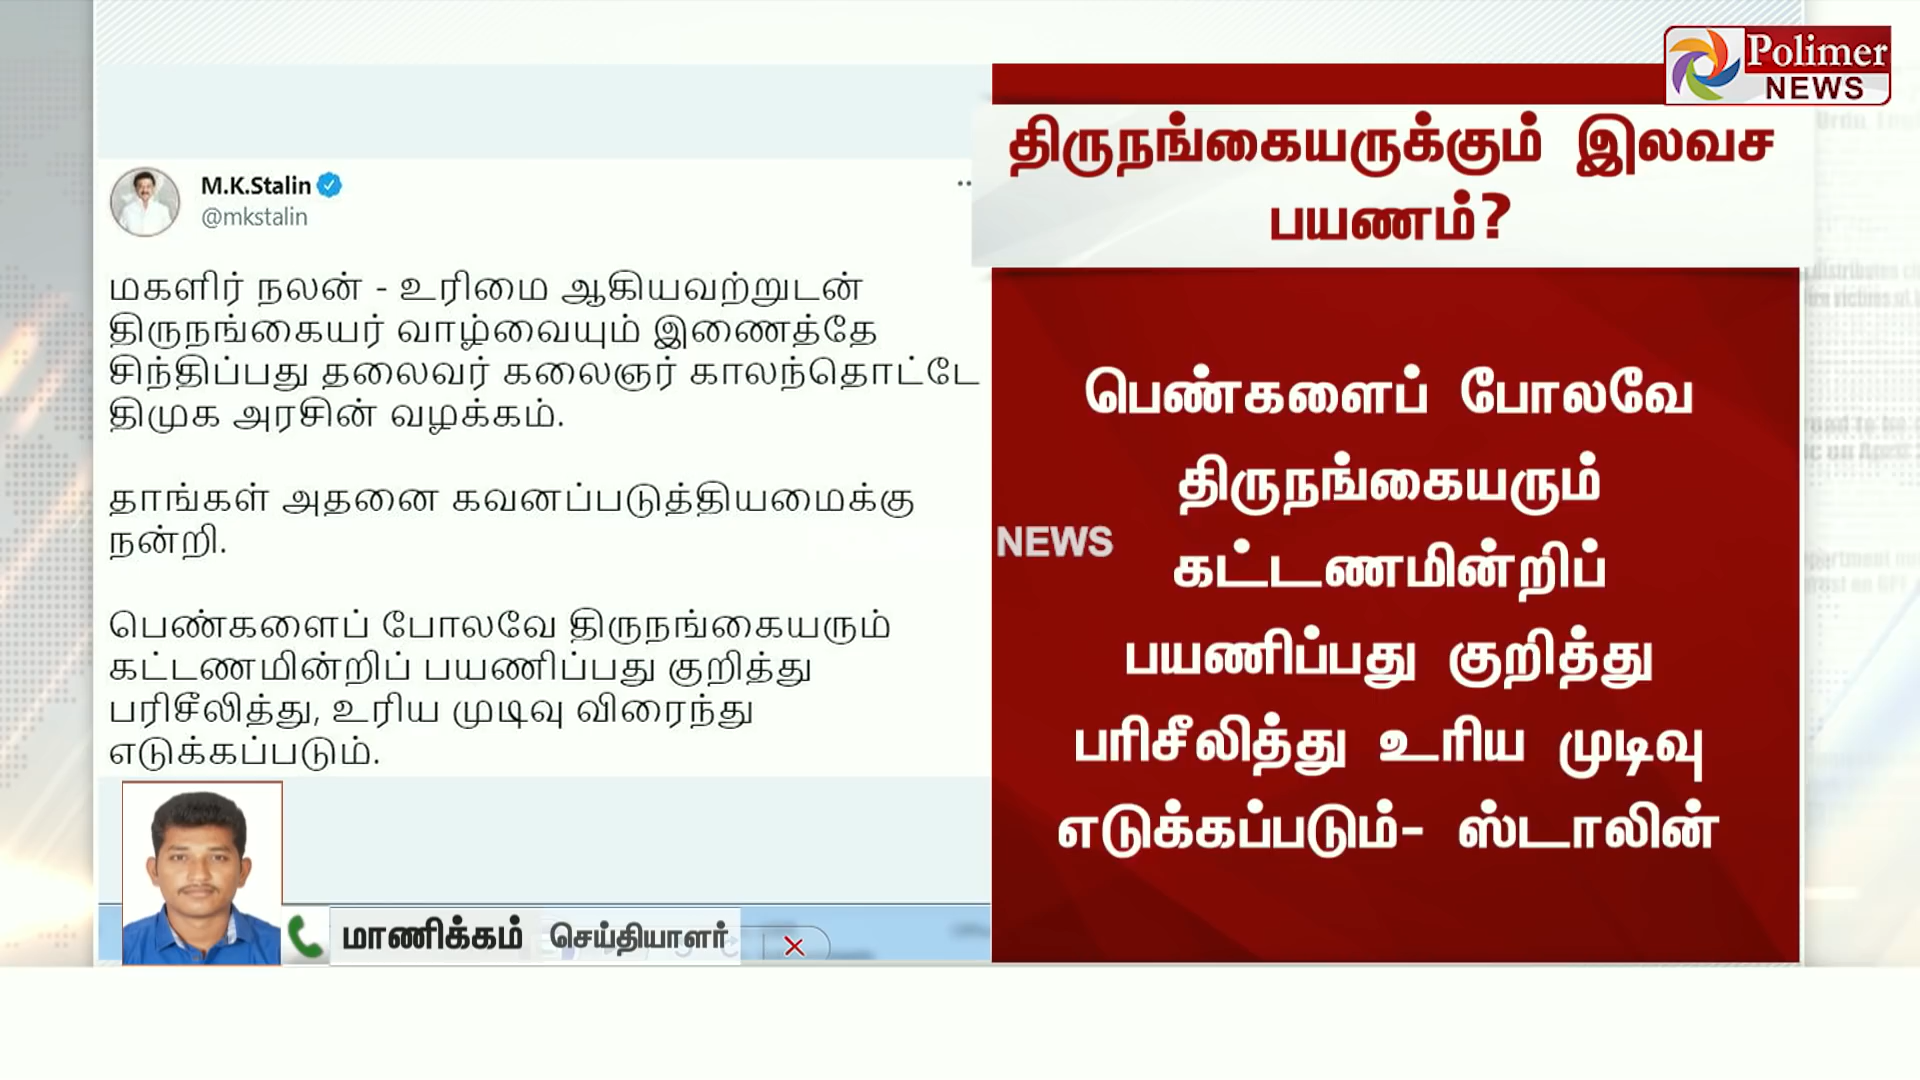 Polimer
NEWS
திருநங்கையருக்கும் இலவச
பயணம்?
M.K.Stalin
@mkstalin
மகளிர் நலன் - உரிமை ஆகியவற்றுடன்
திருநங்கையர் வாழ்வையும் இணைத்தே
சிந்திப்பது தலைவர் கலைஞர் காலந்தொட்டே
திமுக அரசின் வழக்கம்.
தாங்கள் அதனை கவனப்படுத்தியமைக்கு
நன்றி.
பெண்களைப் போலவே திருநங்கையரும்
கட்டணமின்றிப் பயணிப்பது குறித்து
பரிசீலித்து, உரிய முடிவு விரைந்து
எடுக்கப்படும்.
பெண்களைப் போலவே
திருநங்கையரும்
கட்டணமின்றிப்
பயணிப்பது குறித்து
பரிசீலித்து உரிய முடிவு
எடுக்கப்படும்- ஸ்டாலின்
NEWS
மாணிக்கம் செய்தியாளர்